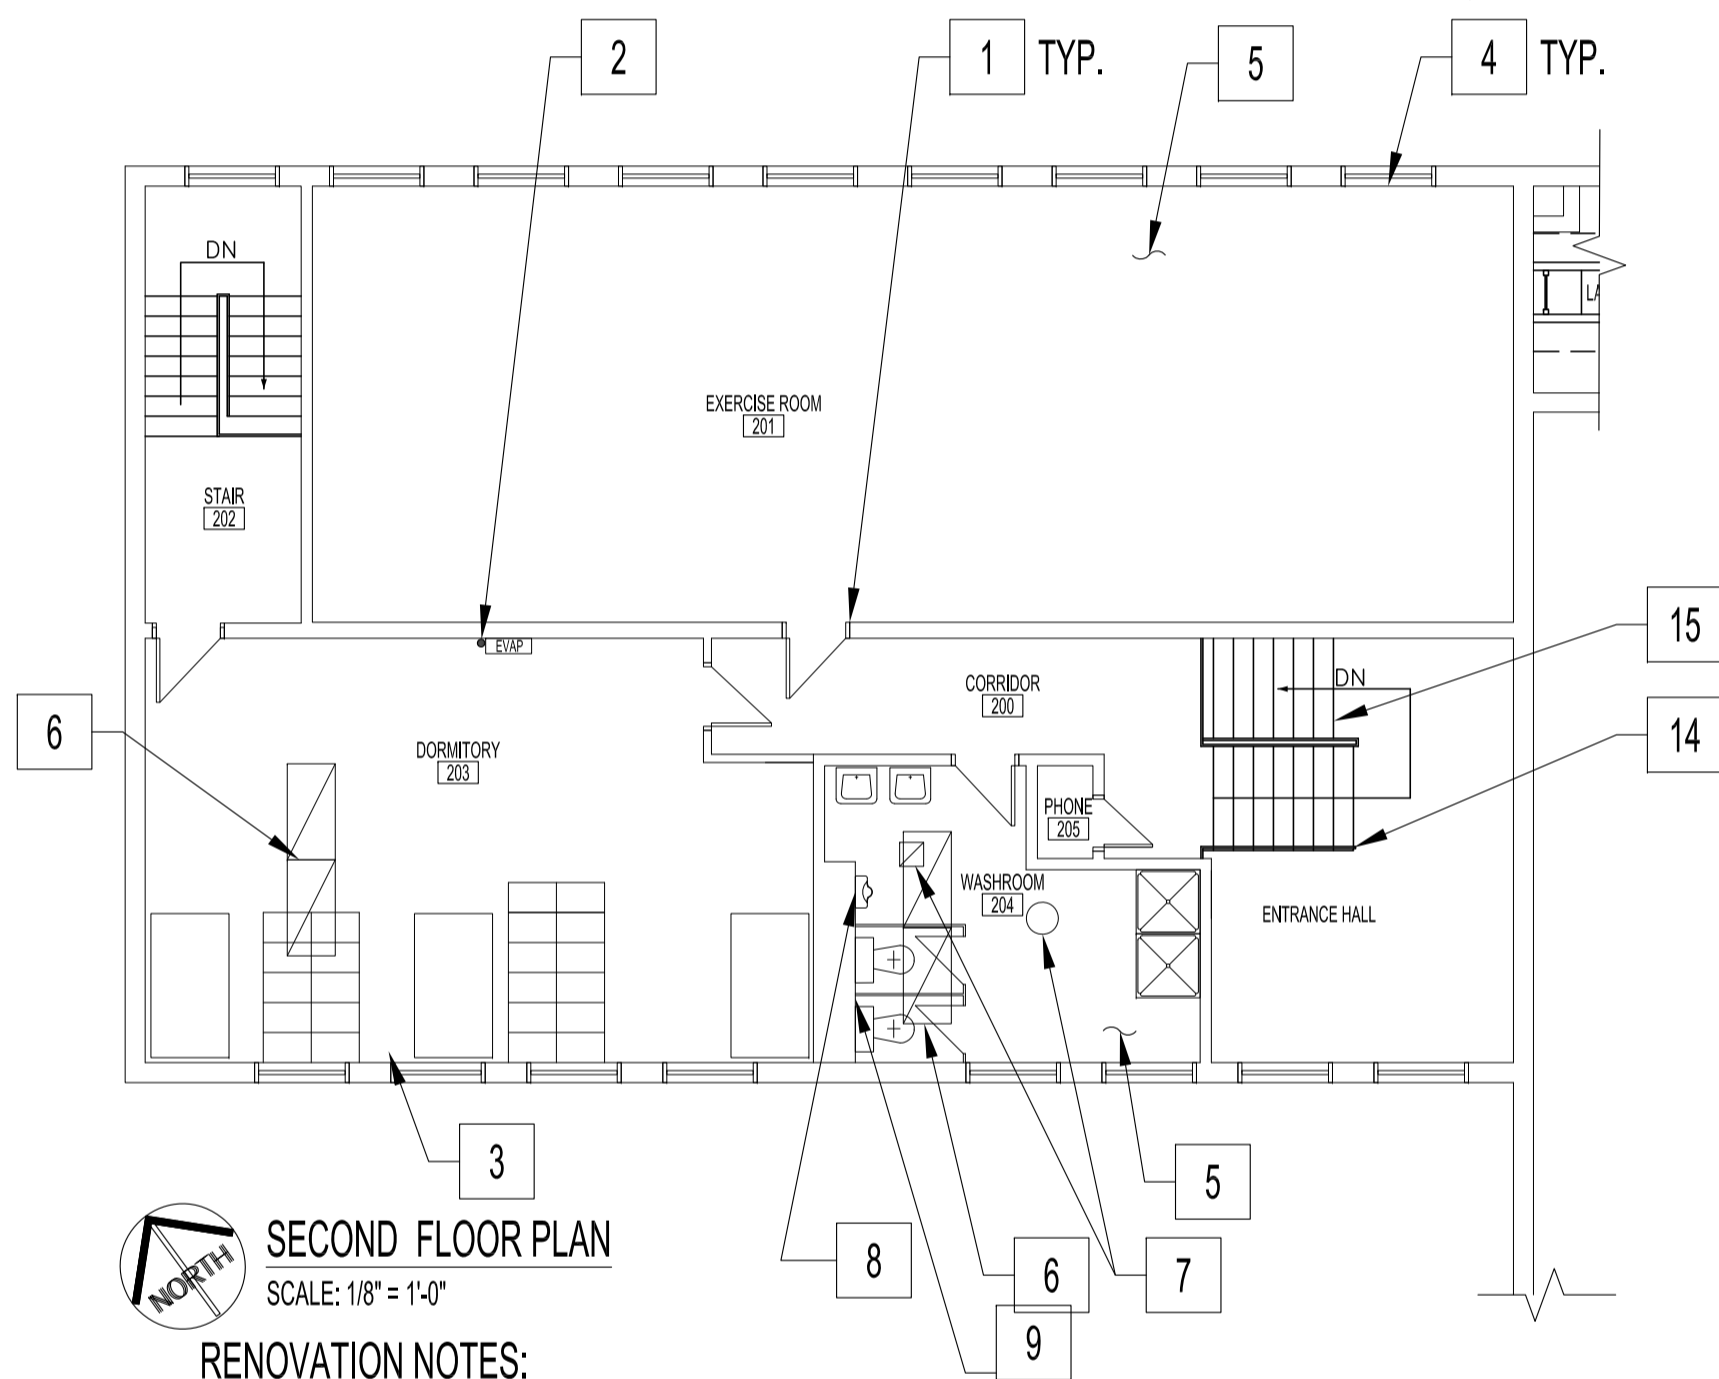 2
1 TYP.
5
4 TYP.
DN
EXERCISE ROOM
201
STAIR
202
EVAP
15
CORRIDOR
200
DN
6
14
DORMITORY
203
PHONE
205
WASHROOM
204
ENTRANCE HALL
3
5
8
6
7
9
NORTH
SECOND FLOOR PLAN
SCALE: 1/8" = 1'-0"
RENOVATION NOTES: